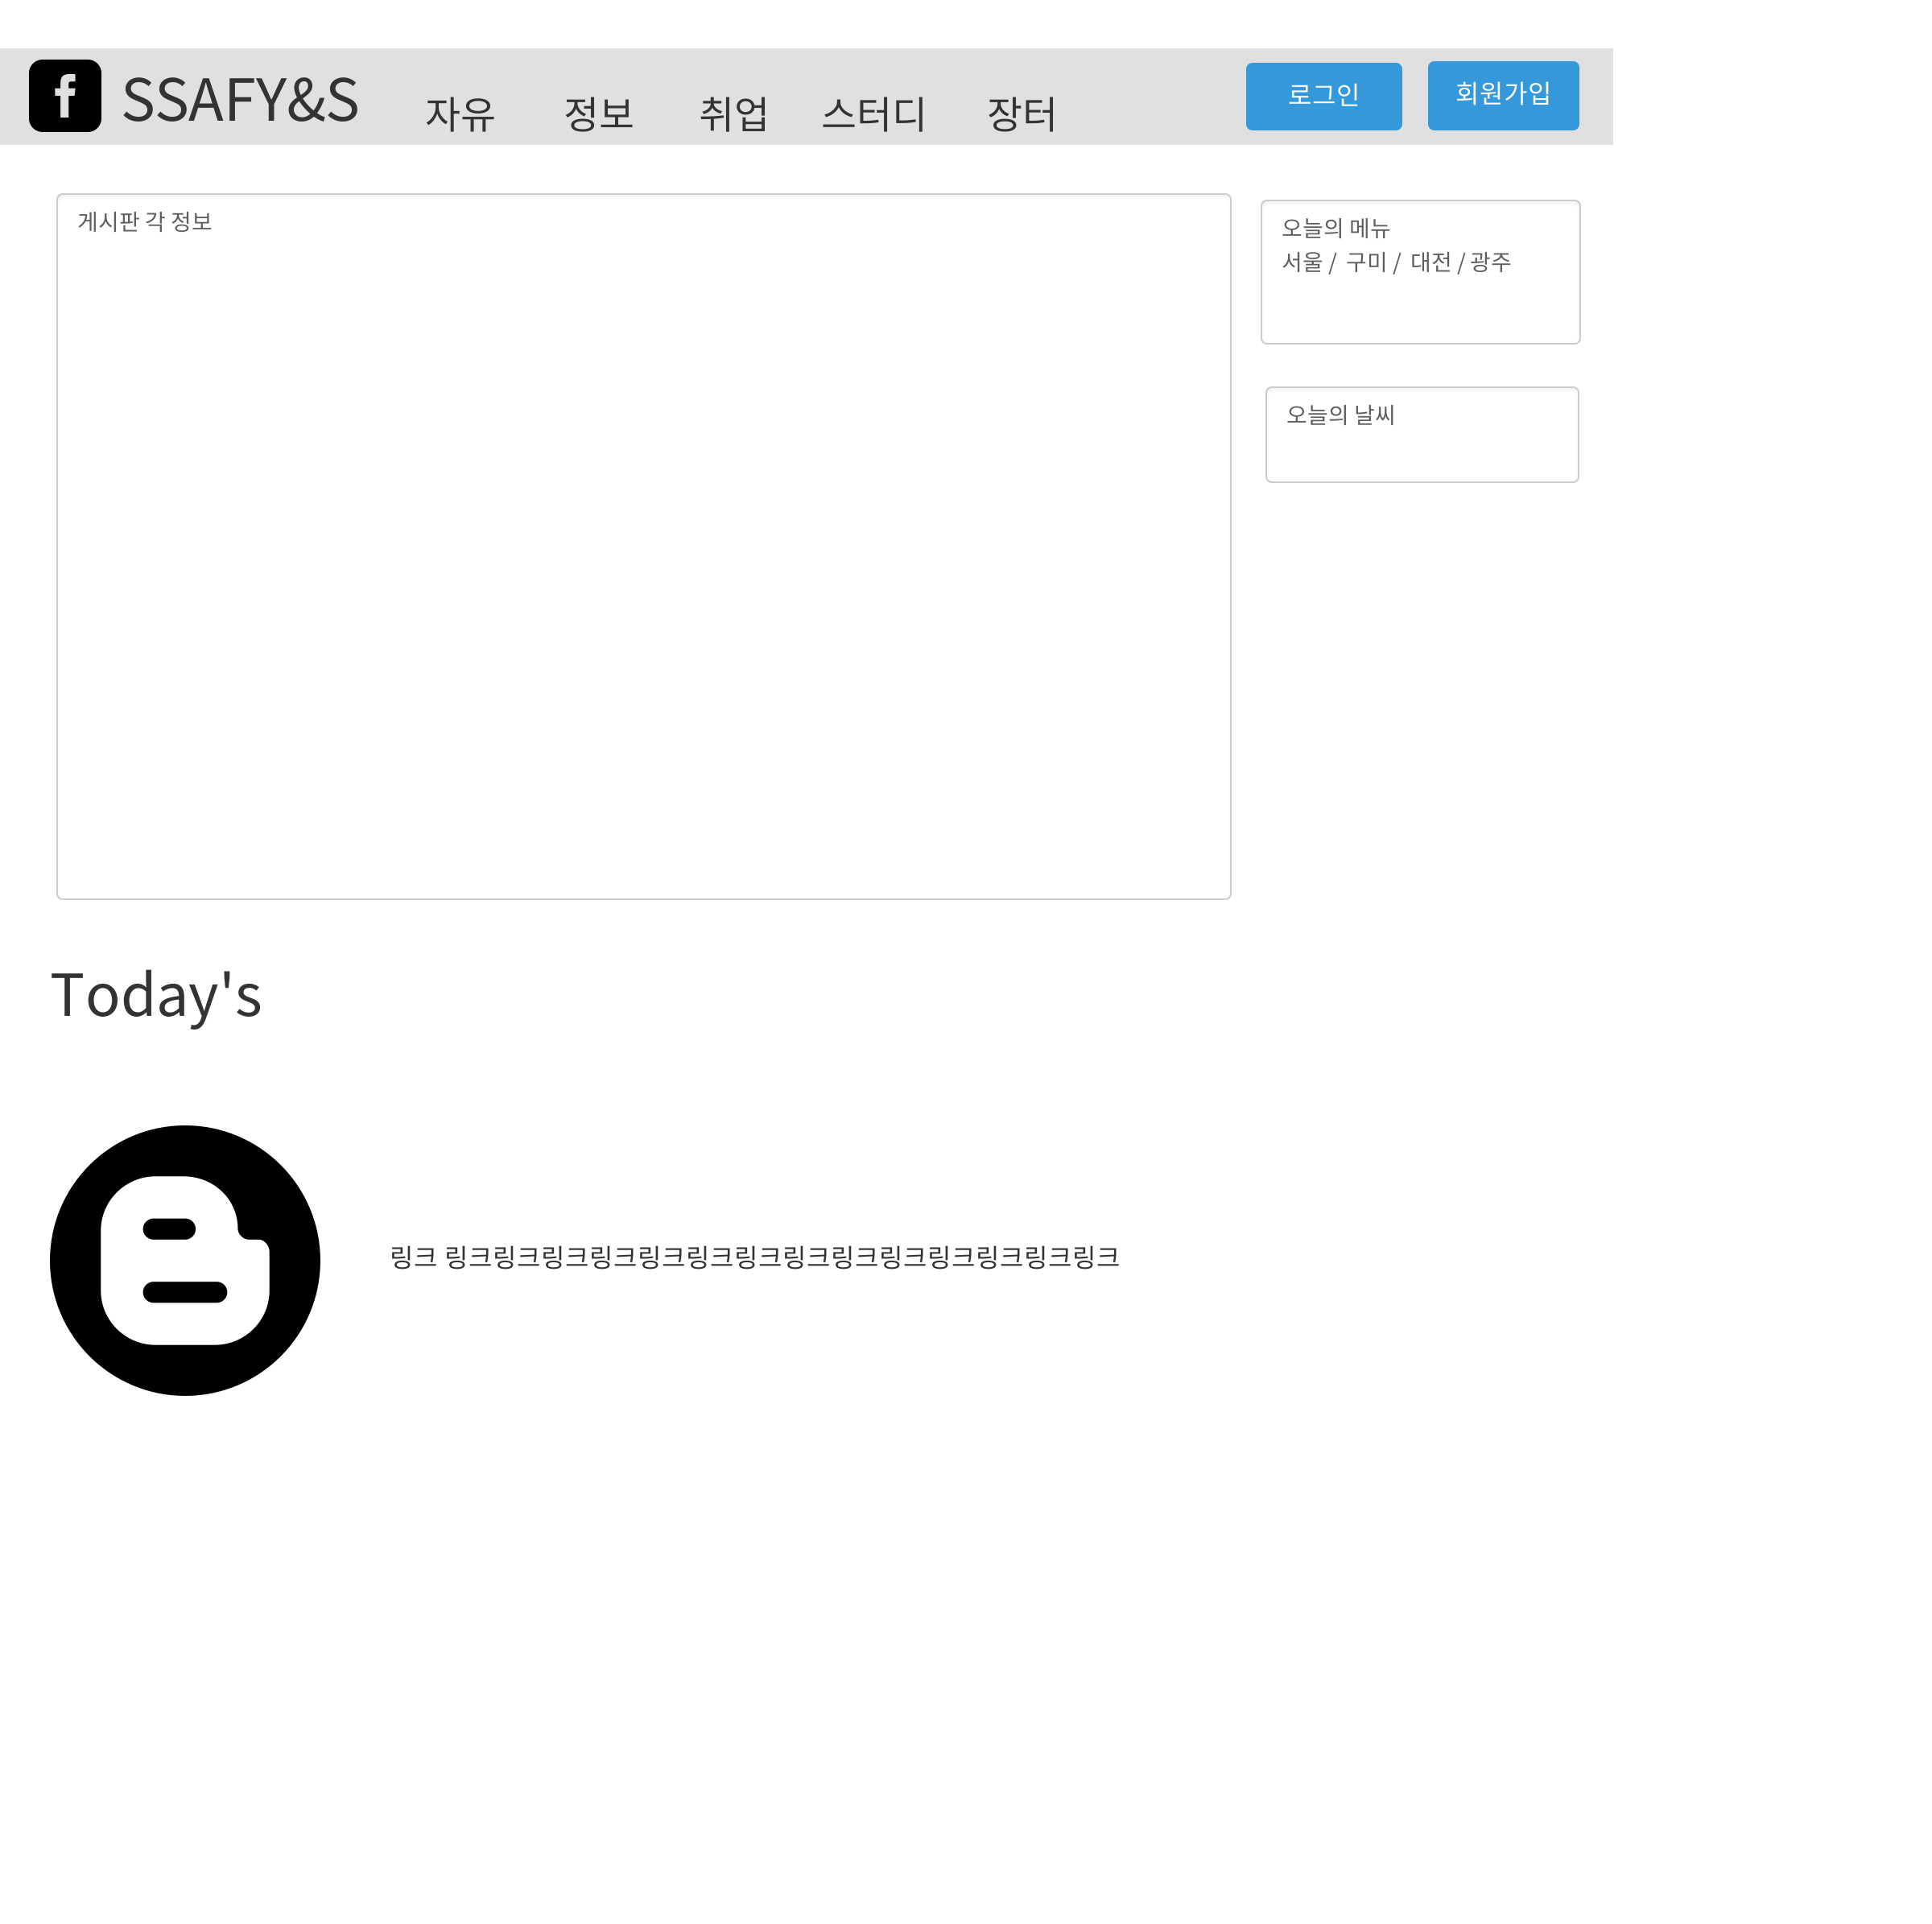 SSAFY&S
자유
정보
취업
스터디
장터
로그인
회원가입
게시판 각 정보
오늘의 메뉴
서울 / 구미 / 대전 / 광주
오늘의 날씨
Today's
링크 링크링크링크링크링크링크링크링크링크링크링크링크링크링크